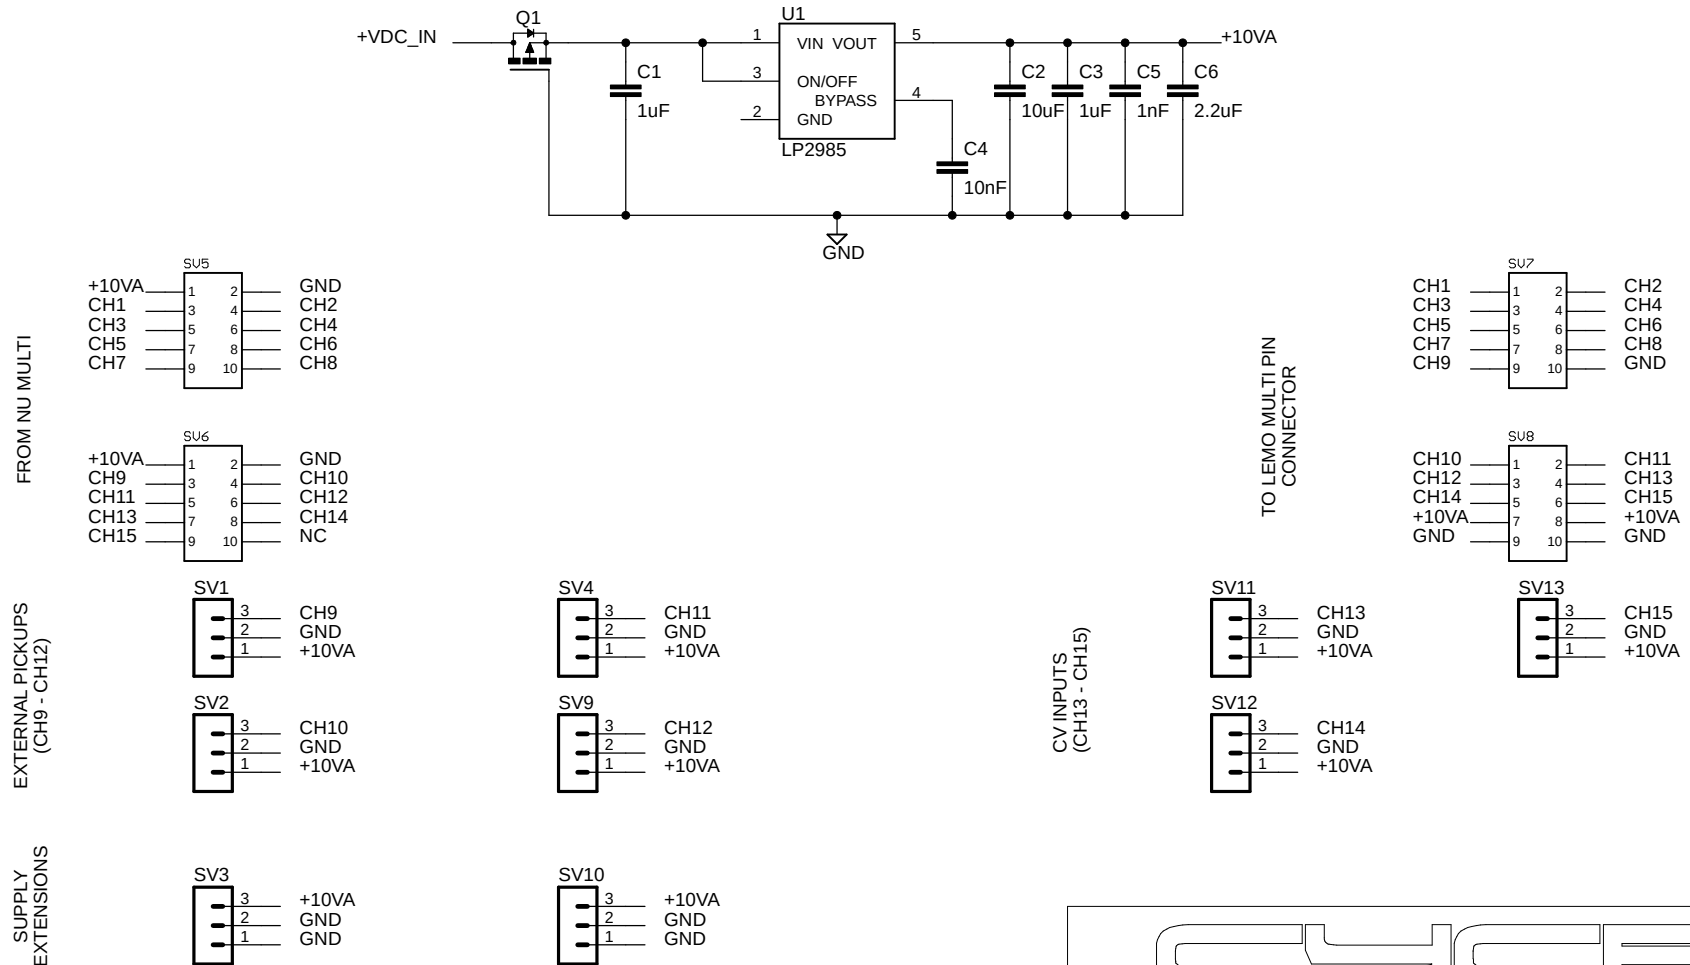 Q1
U1
+VDC_IN
1
VIN VOUT
5
+10VA
3
ON/OFF
BYPASS
4
2
GND
LP2985
C1
1uF
C2
10uF
C3
1uF
C5
1nF
C6
2.2uF
C4
10nF
GND
FROM NU MULTI
SV5
+10VA 1 2 GND
CH1 3 4 CH2
CH3 5 6 CH4
CH5 7 8 CH6
CH7 9 10 CH8
SV6
+10VA 1 2 GND
CH9 3 4 CH10
CH11 5 6 CH12
CH13 7 8 CH14
CH15 9 10 NC
TO LEMO MULTI PIN
CONNECTOR
SV7
CH1 1 2 CH2
CH3 3 4 CH4
CH5 5 6 CH6
CH7 7 8 CH8
CH9 9 10 GND
SV8
CH10 1 2 CH11
CH12 3 4 CH13
CH14 5 6 CH15
+10VA 7 8 +10VA
GND 9 10 GND
EXTERNAL PICKUPS
(CH9 - CH12)
SV1
3 CH9
2 GND
1 +10VA
SV4
3 CH11
2 GND
1 +10VA
SV2
3 CH10
2 GND
1 +10VA
SV9
3 CH12
2 GND
1 +10VA
CV INPUTS
(CH13 - CH15)
SV11
3 CH13
2 GND
1 +10VA
SV13
3 CH15
2 GND
1 +10VA
SV12
3 CH14
2 GND
1 +10VA
SUPPLY
EXTENSIONS
SV3
3 +10VA
2 GND
1 GND
SV10
3 +10VA
2 GND
1 GND